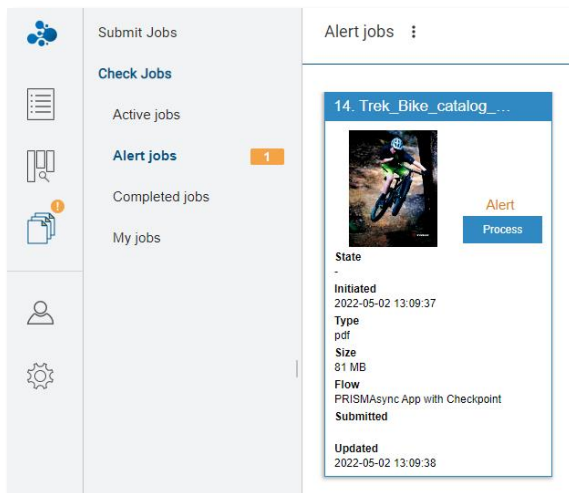 Submit Jobs
Check Jobs
Active jobs
Alert jobs 1
Completed jobs
My jobs
!
Alert jobs
14. Trek_Bike_catalog_...
Alert
Process
State
-
Initiated
2022-05-02 13:09:37
Type
pdf
Size
81 MB
Flow
PRISMAsync App with Checkpoint
Submitted
Updated
2022-05-02 13:09:38